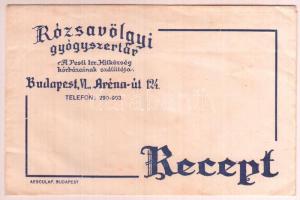 Rózsavölgyi
gyógyszertár
A Pesti Izr. Hitközség
kórházainak szállítója.
Budapest, VI., Aréna-út 124.
TELEFON: 290-993.
Recept
AESCULAP, BUDAPEST